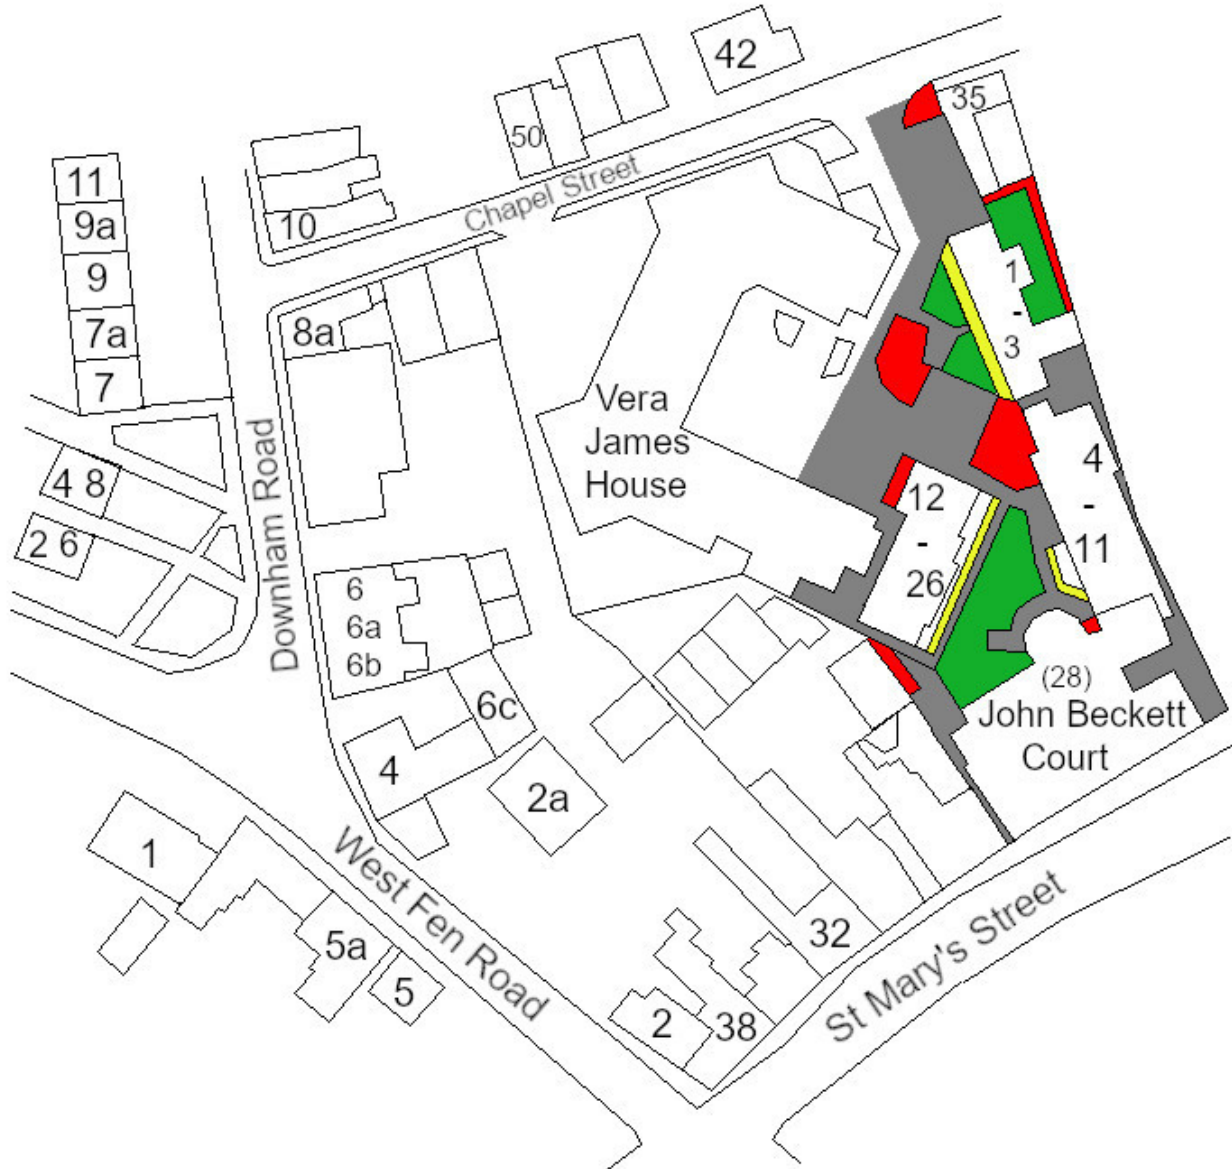 42
35
50
Chapel Street
11
9a
9
7a
7
10
8a
1
-
3
Vera
James
House
4
-
11
12
-
26
4 8
2 6
Downham Road
6
6a
6b
6c
4
2a
(28)
John Beckett
Court
1
West Fen Road
5a
5
32
2
38
St Mary's Street